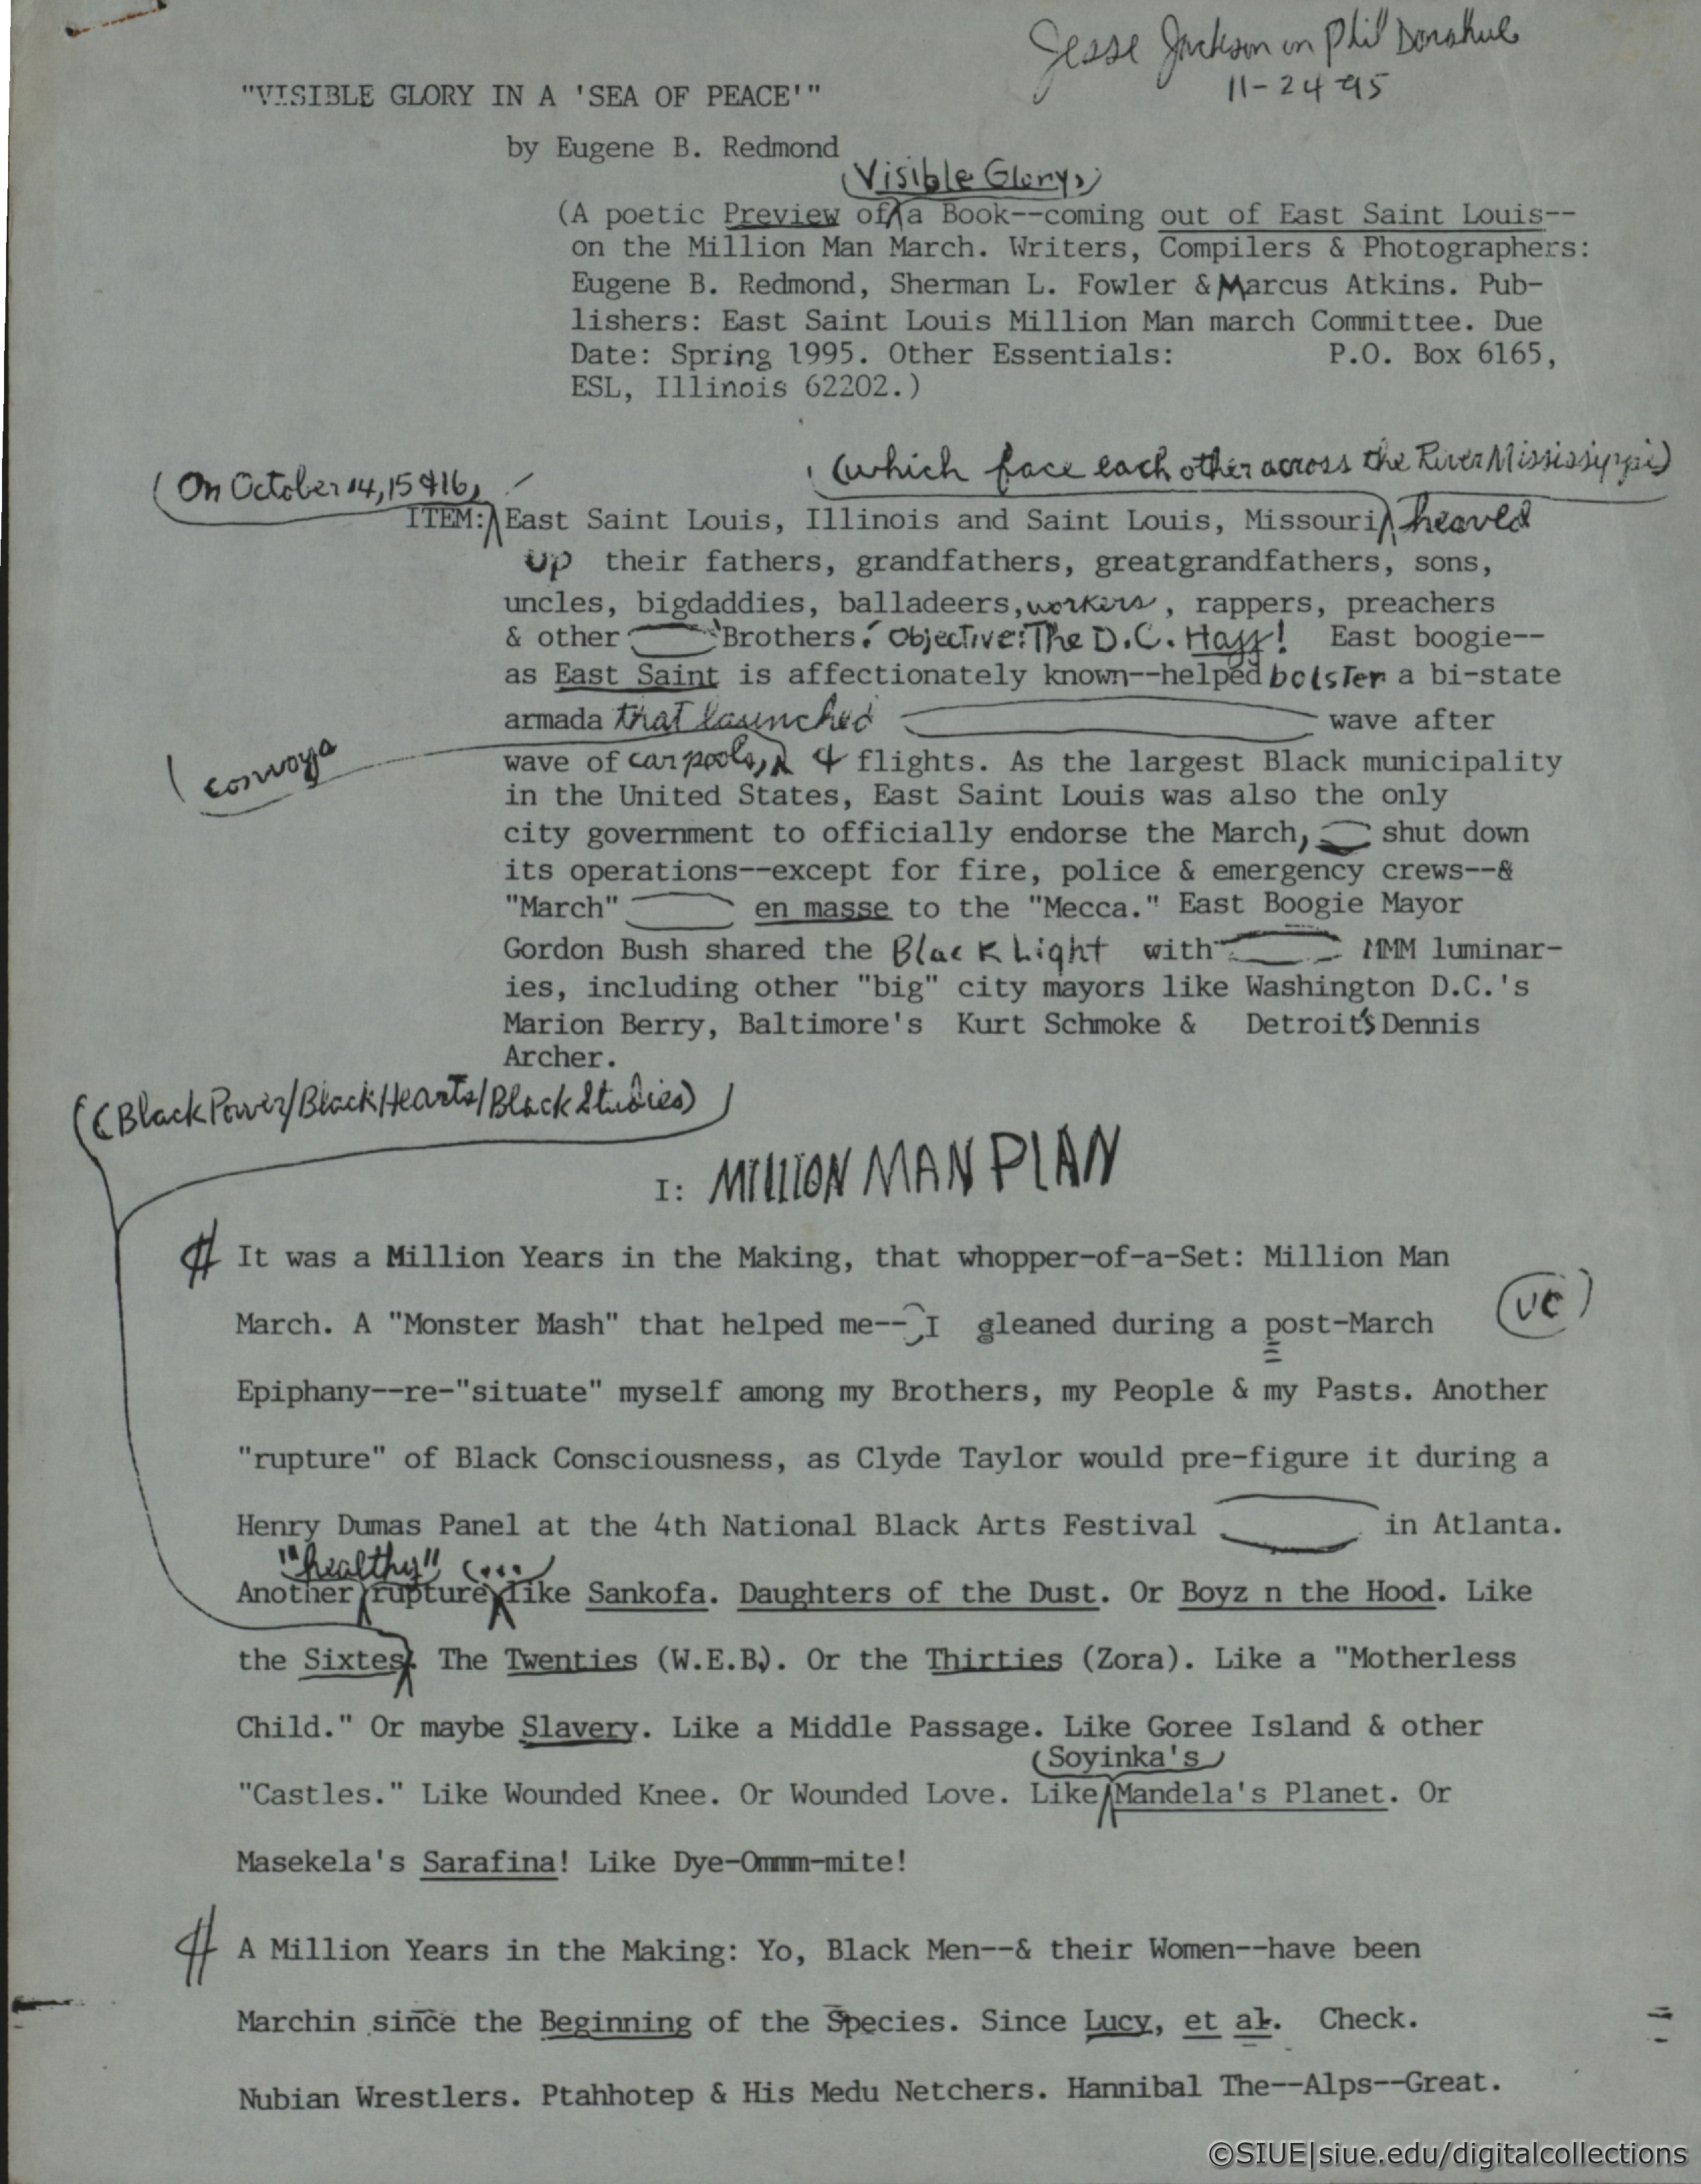 Jesse Jackson on Phil Donahue
11-24-95
"VISIBLE GLORY IN A 'SEA OF PEACE'"
by Eugene B. Redmond
Visible Glory,
(A poetic Preview of a Book--coming out of East Saint Louis--
on the Million Man March. Writers, Compilers & Photographers:
Eugene B. Redmond, Sherman L. Fowler & Marcus Atkins. Pub-
lishers: East Saint Louis Million Man march Committee. Due
Date: Spring 1995. Other Essentials: P.O. Box 6165,
ESL, Illinois 62202.)
(which face each other across the River Mississippi)
On October 14, 15 & 16,
ITEM: East Saint Louis, Illinois and Saint Louis, Missouri heaved
up their fathers, grandfathers, greatgrandfathers, sons,
uncles, bigdaddies, balladeers, workers, rappers, preachers
& other 'Brothers.' Objective: The D.C. Hajj! East boogie--
as East Saint is affectionately known--helped bolster a bi-state
armada that launched wave after
convoys
wave of car pools, & flights. As the largest Black municipality
in the United States, East Saint Louis was also the only
city government to officially endorse the March, shut down
its operations--except for fire, police & emergency crews--&
"March" en masse to the "Mecca." East Boogie Mayor
Gordon Bush shared the Black Light with MMM luminar-
ies, including other "big" city mayors like Washington D.C.'s
Marion Berry, Baltimore's Kurt Schmoke & Detroit's Dennis
Archer.
(Black Power/Black Hearts/Black Studies)
I: MILLION MAN PLAN
It was a Million Years in the Making, that whopper-of-a-Set: Million Man
March. A "Monster Mash" that helped me--I gleaned during a post-March
UC
Epiphany--re-"situate" myself among my Brothers, my People & my Pasts. Another
"rupture" of Black Consciousness, as Clyde Taylor would pre-figure it during a
Henry Dumas Panel at the 4th National Black Arts Festival in Atlanta.
"healthy" ...
Another rupture like Sankofa. Daughters of the Dust. Or Boyz n the Hood. Like
the Sixtes. The Twenties (W.E.B.). Or the Thirties (Zora). Like a "Motherless
Child." Or maybe Slavery. Like a Middle Passage. Like Goree Island & other
Soyinka's
"Castles." Like Wounded Knee. Or Wounded Love. Like Mandela's Planet. Or
Masekela's Sarafina! Like Dye-Ommm-mite!
A Million Years in the Making: Yo, Black Men--& their Women--have been
Marchin since the Beginning of the Species. Since Lucy, et al. Check.
Nubian Wrestlers. Ptahhotep & His Medu Netchers. Hannibal The--Alps--Great.
©SIUE|siue.edu/digitalcollections